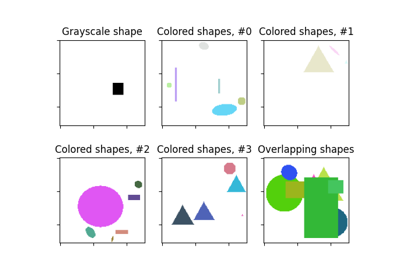 Grayscale shape
Colored shapes, #0
Colored shapes, #1
Colored shapes, #2
Colored shapes, #3
Overlapping shapes